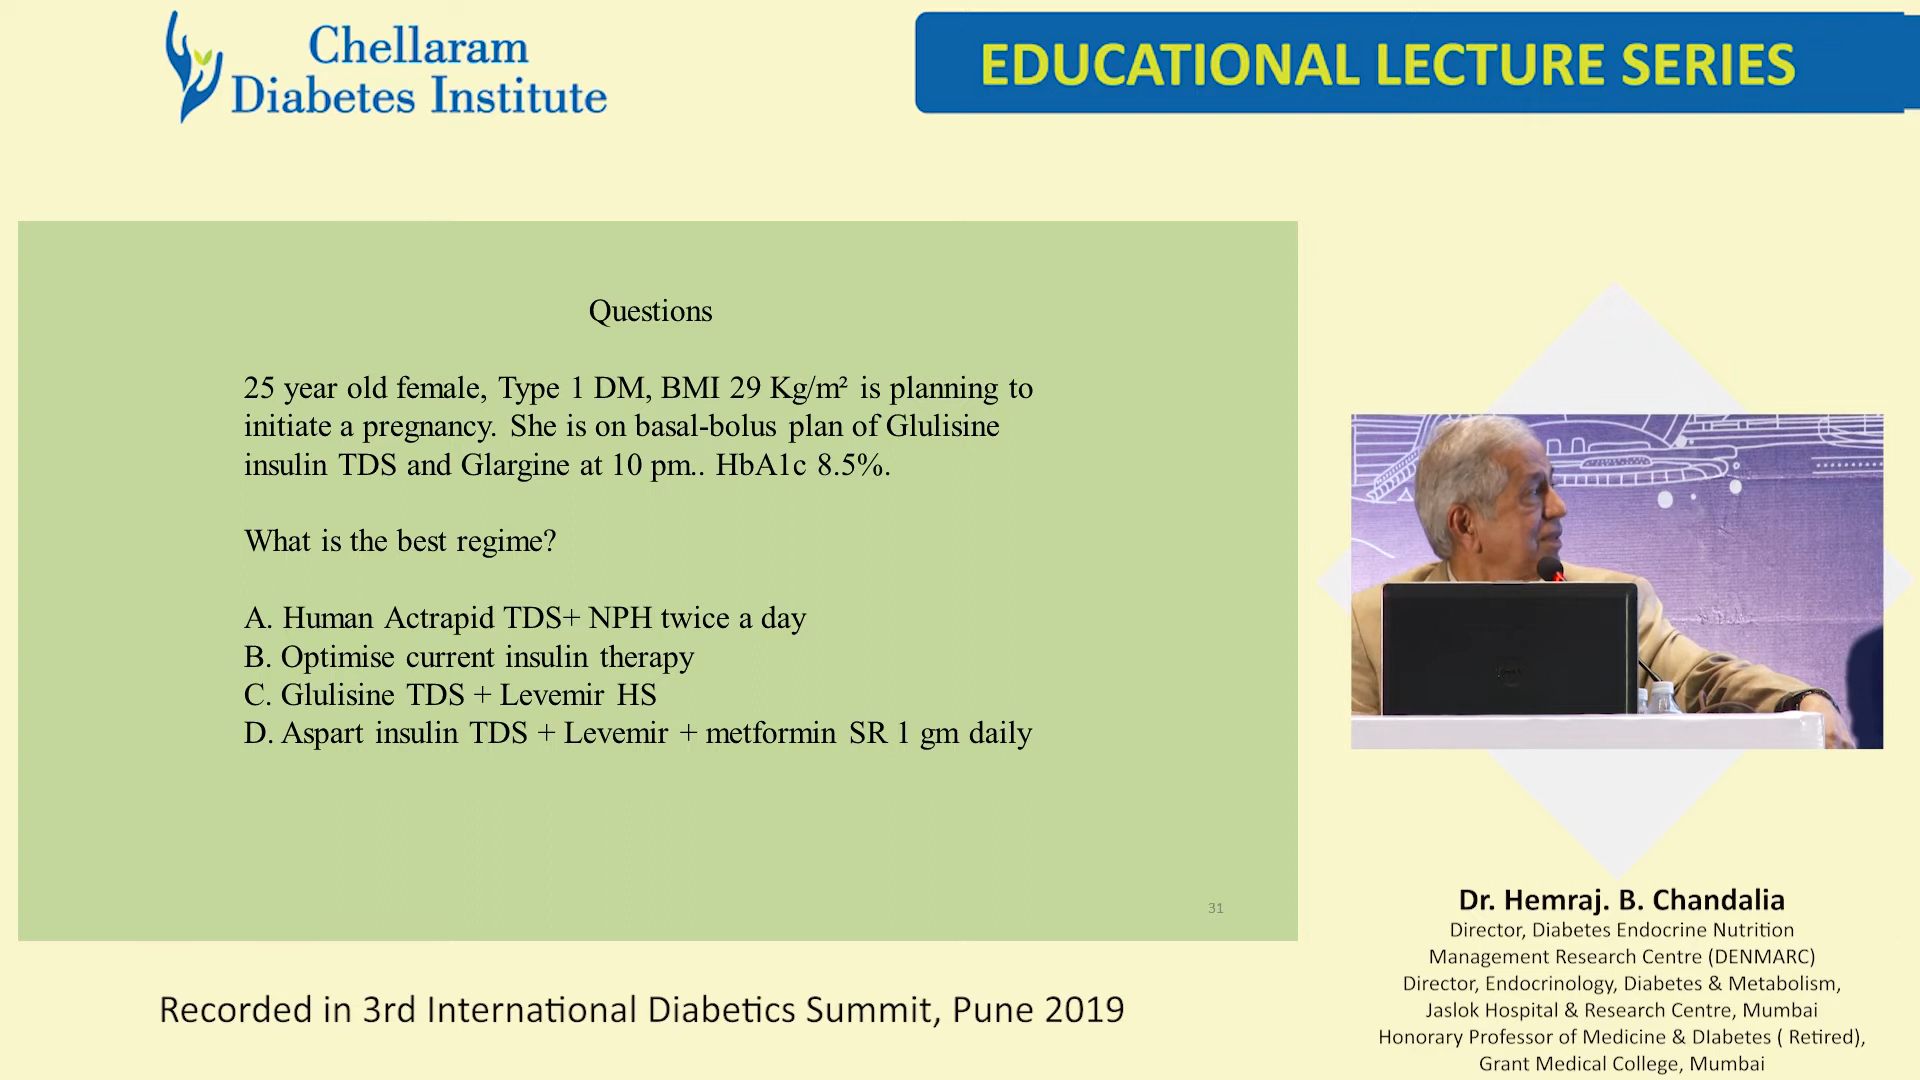 Chellaram
Diabetes Institute
EDUCATIONAL LECTURE SERIES
Questions
25 year old female, Type 1 DM, BMI 29 Kg/m² is planning to
initiate a pregnancy. She is on basal-bolus plan of Glulisine
insulin TDS and Glargine at 10 pm.. HbA1c 8.5%.
What is the best regime?
A. Human Actrapid TDS+ NPH twice a day
B. Optimise current insulin therapy
C. Glulisine TDS + Levemir HS
D. Aspart insulin TDS + Levemir + metformin SR 1 gm daily
31
Dr. Hemraj. B. Chandalia
Director, Diabetes Endocrine Nutrition
Management Research Centre (DENMARC)
Director, Endocrinology, Diabetes & Metabolism,
Jaslok Hospital & Research Centre, Mumbai
Honorary Professor of Medicine & DIabetes ( Retired),
Grant Medical College, Mumbai
Recorded in 3rd International Diabetics Summit, Pune 2019